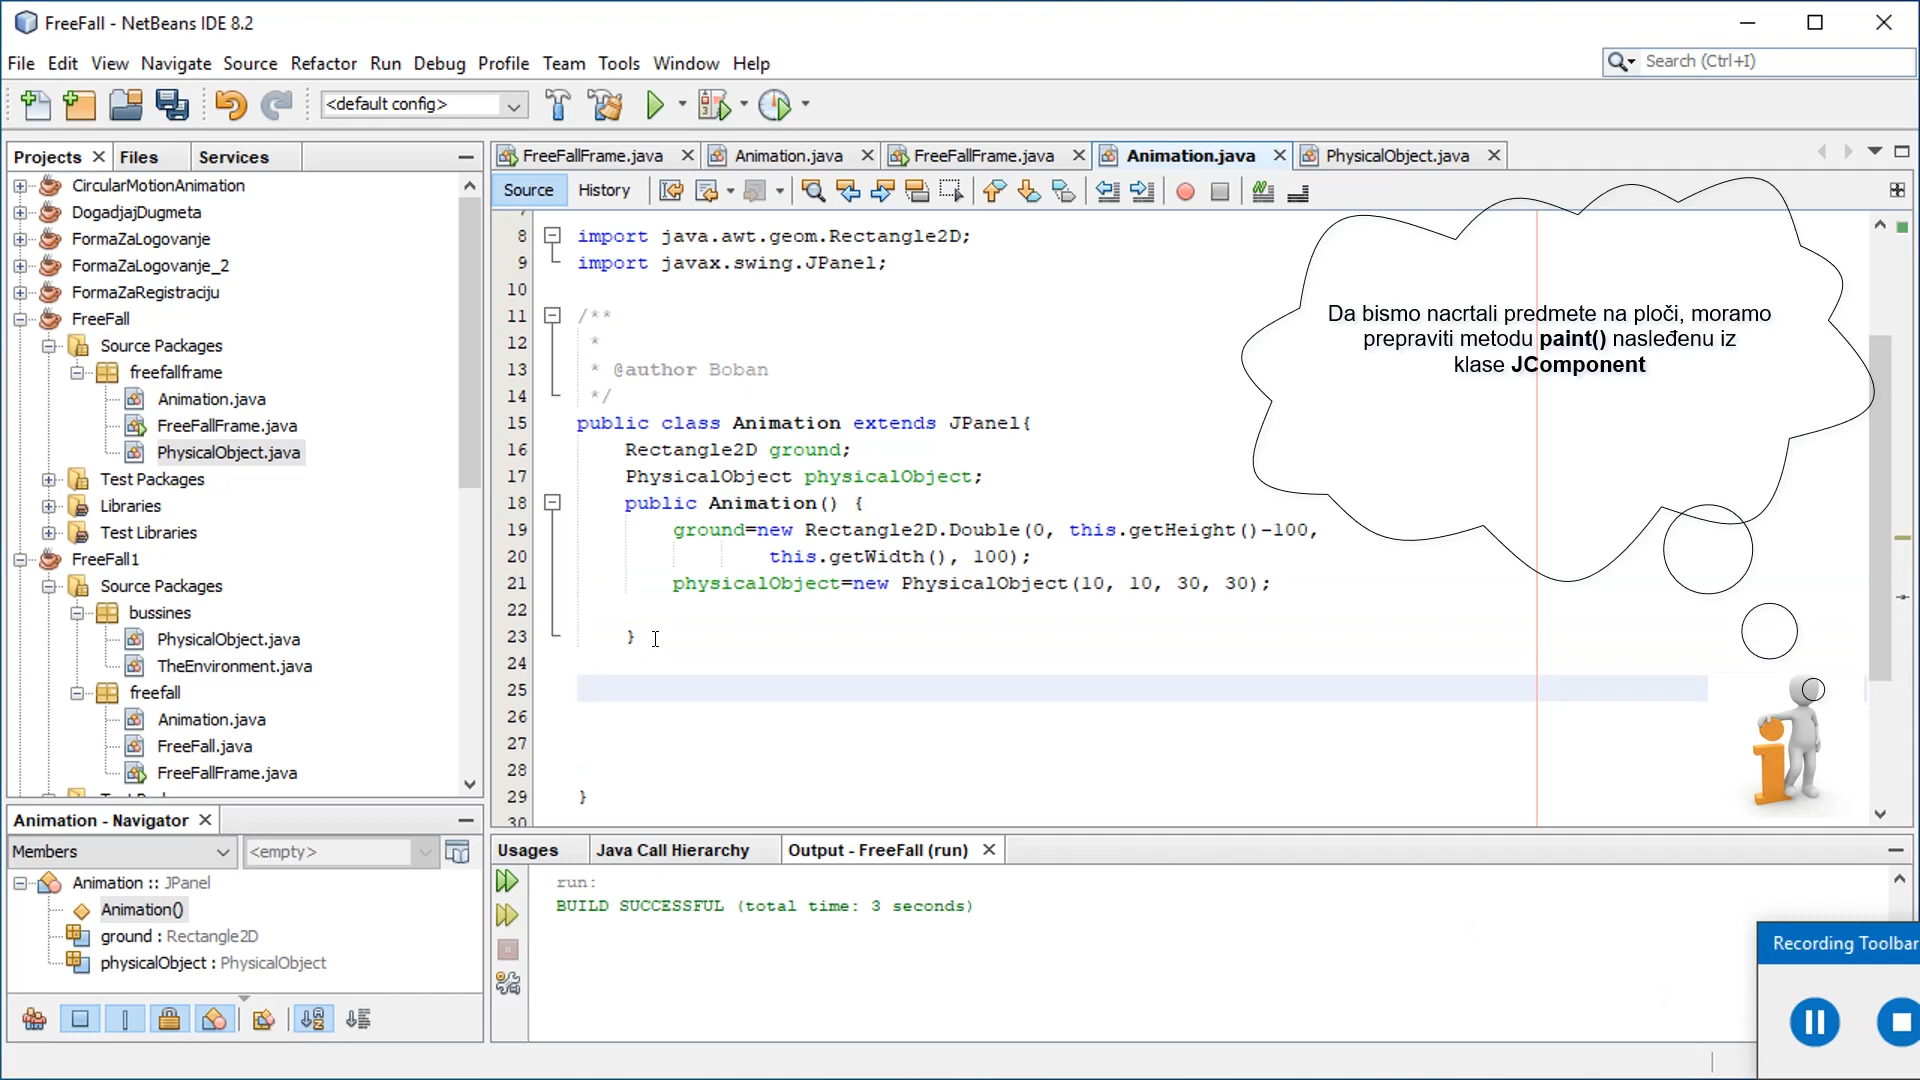 FreeFall - NetBeans IDE 8.2
File Edit View Navigate Source Refactor Run Debug Profile Team Tools Window Help
Search (Ctrl+I)
<default config>
Projects Files Services
FreeFallFrame.java Animation.java FreeFallFrame.java Animation.java PhysicalObject.java
Source History
CircularMotionAnimation
DogadjajDugmeta
FormaZaLogovanje
FormaZaLogovanje_2
FormaZaRegistraciju
FreeFall
Source Packages
freefallframe
Animation.java
FreeFallFrame.java
PhysicalObject.java
Test Packages
Libraries
Test Libraries
FreeFall1
Source Packages
bussines
PhysicalObject.java
TheEnvironment.java
freefall
Animation.java
FreeFall.java
FreeFallFrame.java
8 import java.awt.geom.Rectangle2D;
9 import javax.swing.JPanel;
10
11 /**
12 *
13 * @author Boban
14 */
15 public class Animation extends JPanel{
16 Rectangle2D ground;
17 PhysicalObject physicalObject;
18 public Animation() {
19 ground=new Rectangle2D.Double(0, this.getHeight()-100,
20 this.getWidth(), 100);
21 physicalObject=new PhysicalObject(10, 10, 30, 30);
22
23 }
24
25
26
27
28
29 }
30
Da bismo nacrtali predmete na ploči, moramo
prepraviti metodu paint() nasleđenu iz
klase JComponent
Animation - Navigator
Members <empty>
Animation :: JPanel
Animation()
ground : Rectangle2D
physicalObject : PhysicalObject
Usages Java Call Hierarchy Output - FreeFall (run)
run:
BUILD SUCCESSFUL (total time: 3 seconds)
Recording Toolbar